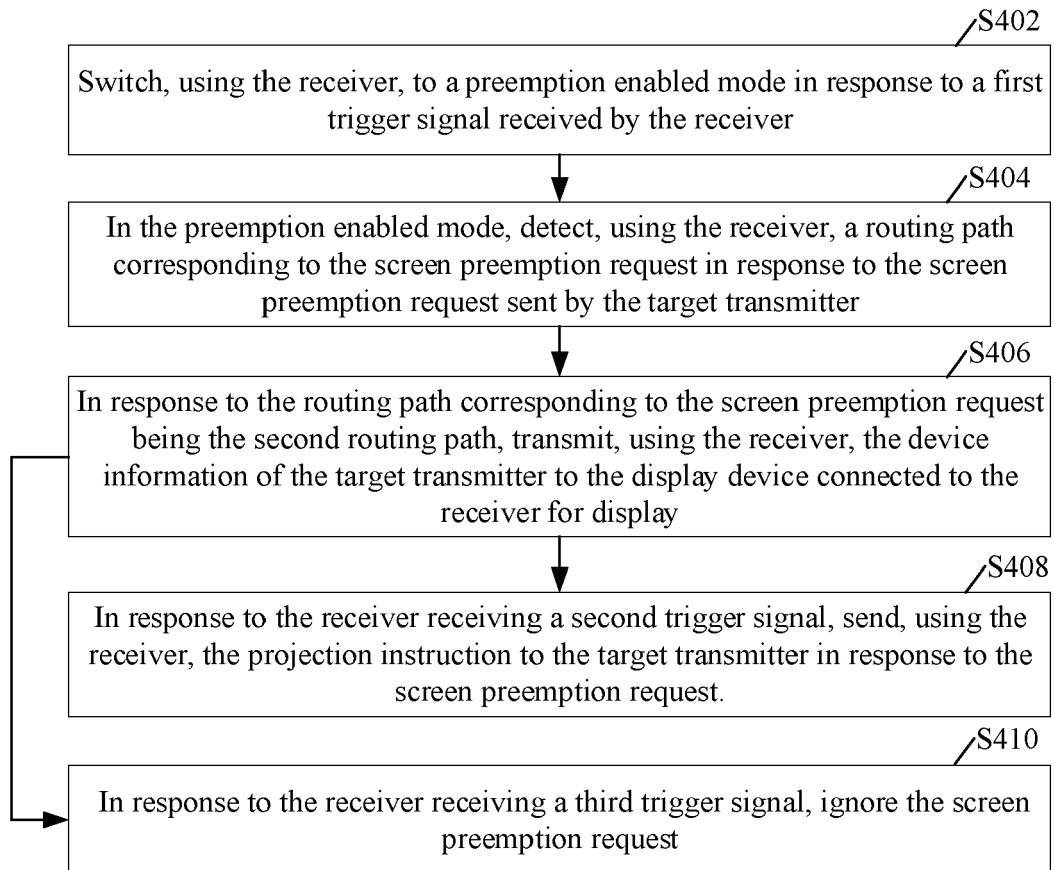 S402
Switch, using the receiver, to a preemption enabled mode in response to a first
trigger signal received by the receiver
S404
In the preemption enabled mode, detect, using the receiver, a routing path
corresponding to the screen preemption request in response to the screen
preemption request sent by the target transmitter
S406
In response to the routing path corresponding to the screen preemption request
being the second routing path, transmit, using the receiver, the device
information of the target transmitter to the display device connected to the
receiver for display
S408
In response to the receiver receiving a second trigger signal, send, using the
receiver, the projection instruction to the target transmitter in response to the
screen preemption request.
S410
In response to the receiver receiving a third trigger signal, ignore the screen
preemption request